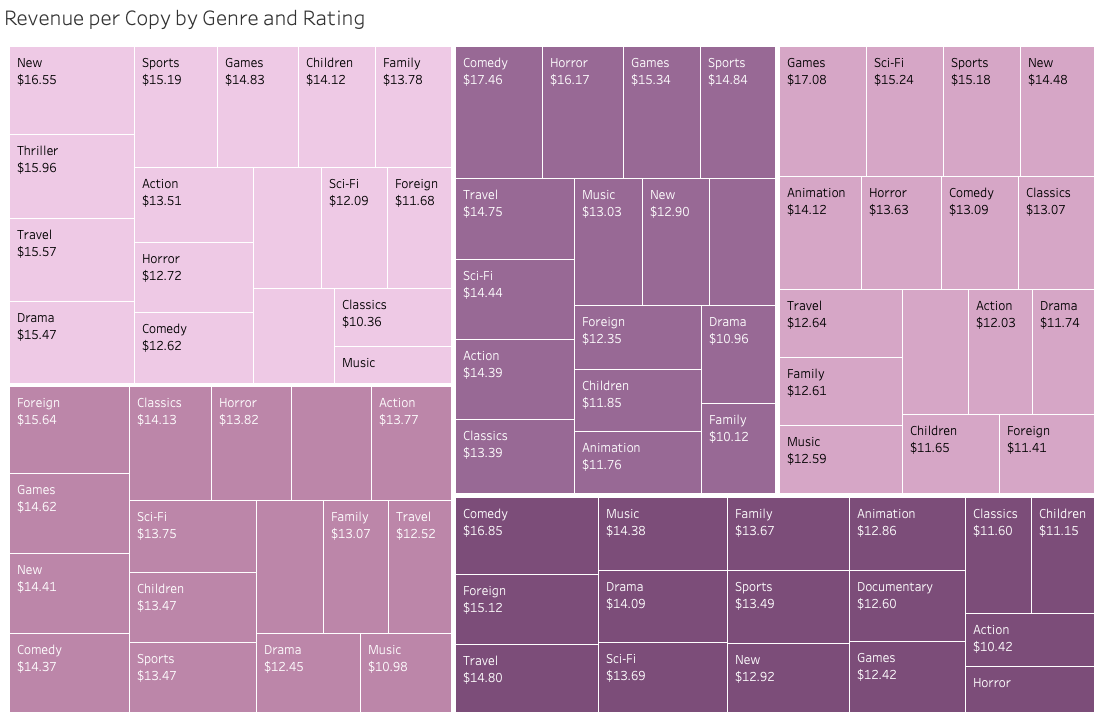 Revenue per Copy by Genre and Rating
New
$16.55
Thriller
$15.96
Travel
$15.57
Drama
$15.47
Sports
$15.19
Games
$14.83
Children
$14.12
Family
$13.78
Action
$13.51
Horror
$12.72
Comedy
$12.62
Sci-Fi
$12.09
Foreign
$11.68
Classics
$10.36
Music
Foreign
$15.64
Games
$14.62
New
$14.41
Comedy
$14.37
Classics
$14.13
Horror
$13.82
Action
$13.77
Sci-Fi
$13.75
Children
$13.47
Sports
$13.47
Family
$13.07
Travel
$12.52
Drama
$12.45
Music
$10.98
Comedy
$17.46
Horror
$16.17
Games
$15.34
Sports
$14.84
Travel
$14.75
Sci-Fi
$14.44
Action
$14.39
Classics
$13.39
Music
$13.03
New
$12.90
Foreign
$12.35
Children
$11.85
Animation
$11.76
Drama
$10.96
Family
$10.12
Games
$17.08
Sci-Fi
$15.24
Sports
$15.18
New
$14.48
Animation
$14.12
Horror
$13.63
Comedy
$13.09
Classics
$13.07
Travel
$12.64
Family
$12.61
Music
$12.59
Action
$12.03
Drama
$11.74
Children
$11.65
Foreign
$11.41
Comedy
$16.85
Foreign
$15.12
Travel
$14.80
Music
$14.38
Drama
$14.09
Sci-Fi
$13.69
Family
$13.67
Sports
$13.49
New
$12.92
Animation
$12.86
Documentary
$12.60
Games
$12.42
Classics
$11.60
Children
$11.15
Action
$10.42
Horror